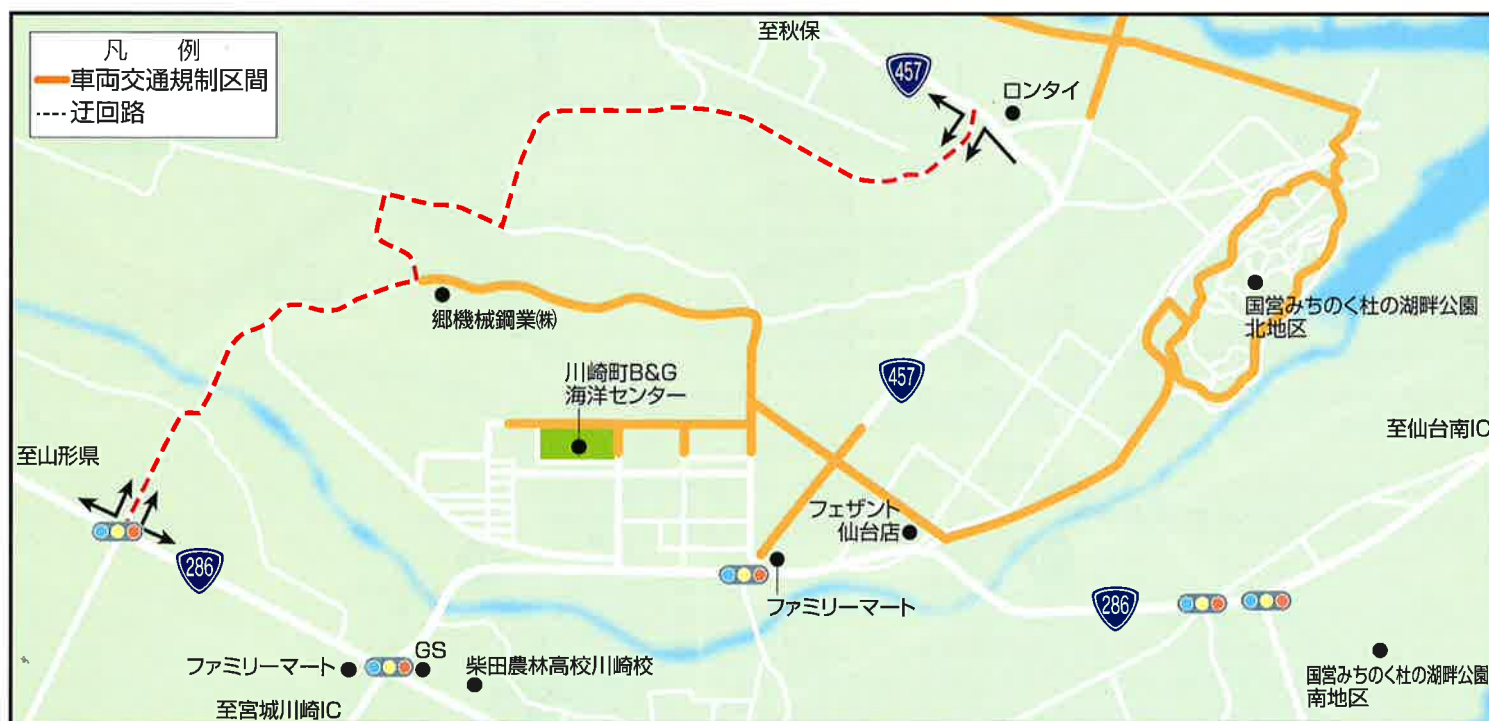 凡 例
車両交通規制区間
迂回路
至秋保
457
ロンタイ
郷機械鋼業㈱
国営みちのく杜の湖畔公園
北地区
川崎町B&G
海洋センター
457
至仙台南IC
至山形県
フェザント
仙台店
286
ファミリーマート
286
ファミリーマート
GS
柴田農林高校川崎校
至宮城川崎IC
国営みちのく杜の湖畔公園
南地区